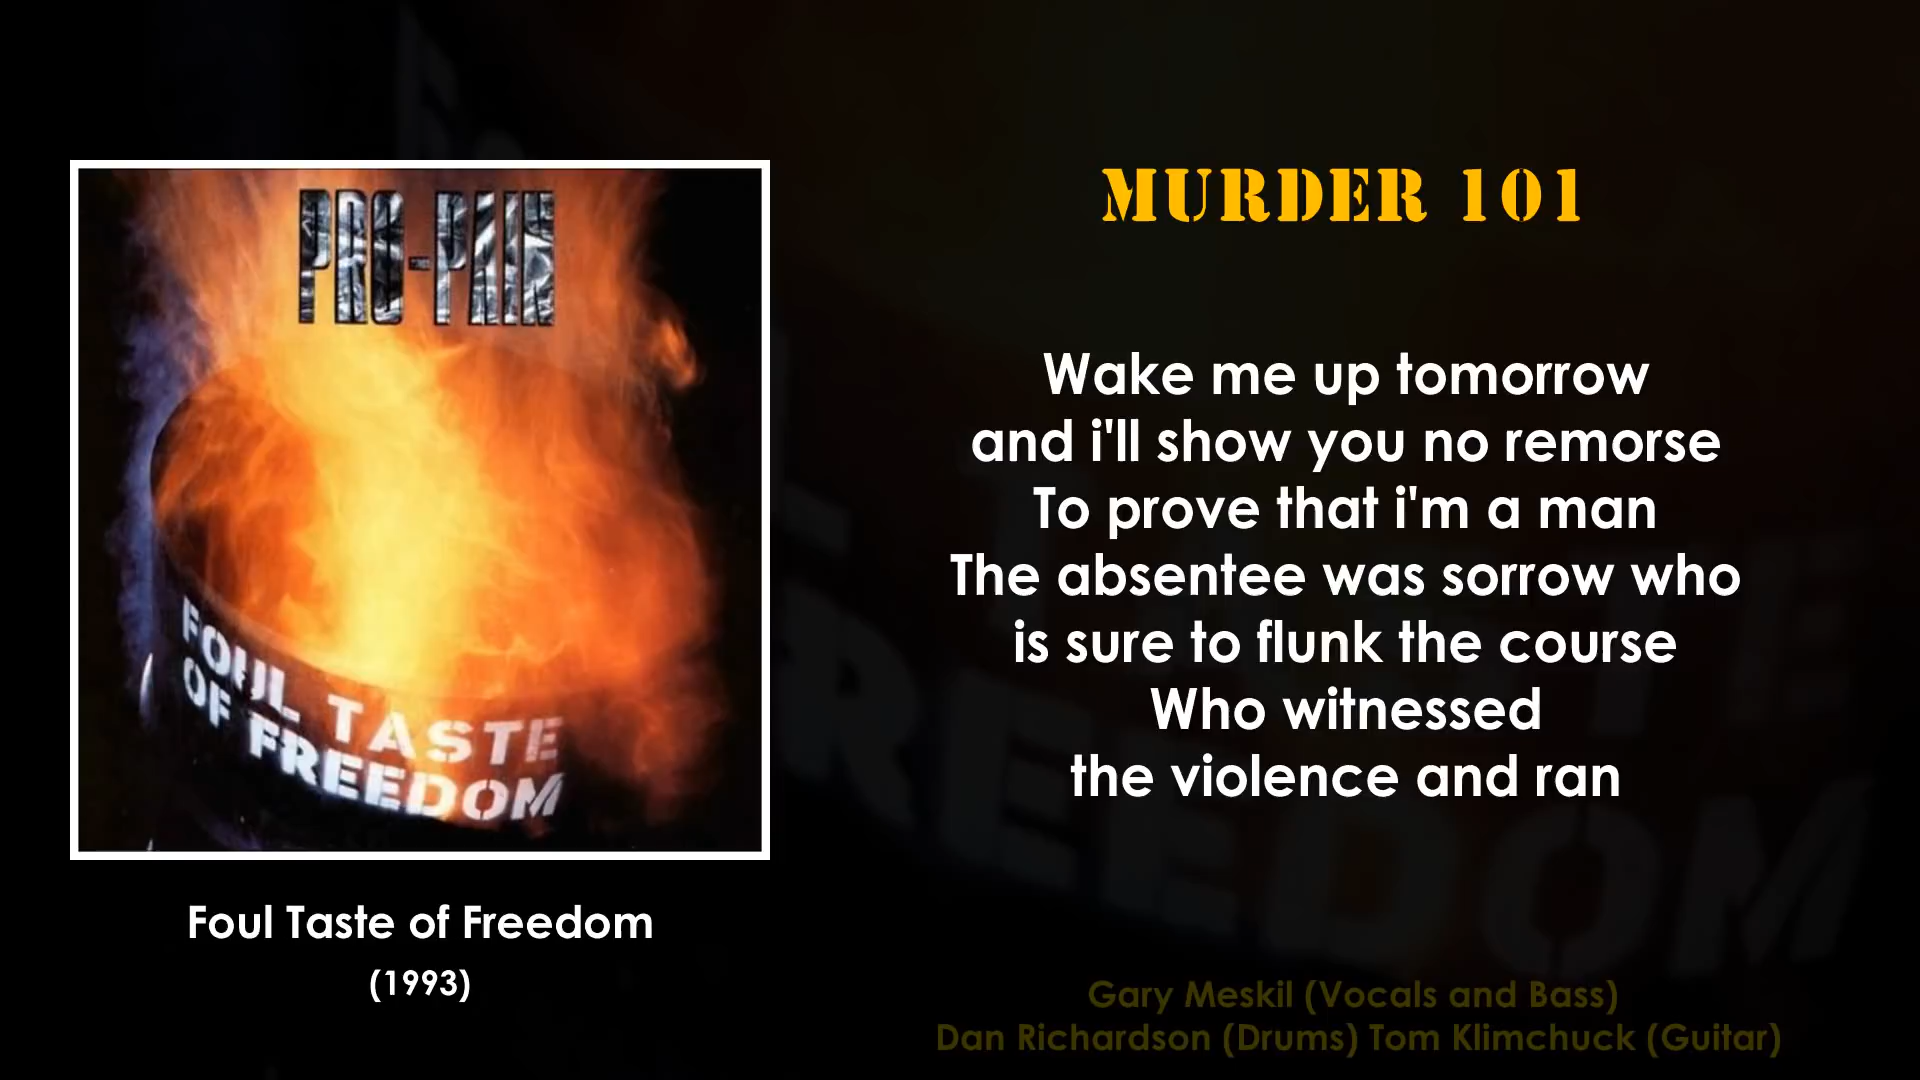 PRO-PAIN
FOUL TASTE
OF FREEDOM
Foul Taste of Freedom
(1993)
MURDER 101
Wake me up tomorrow
and i'll show you no remorse
To prove that i'm a man
The absentee was sorrow who
is sure to flunk the course
Who witnessed
the violence and ran
Gary Meskil (Vocals and Bass)
Dan Richardson (Drums) Tom Klimchuck (Guitar)